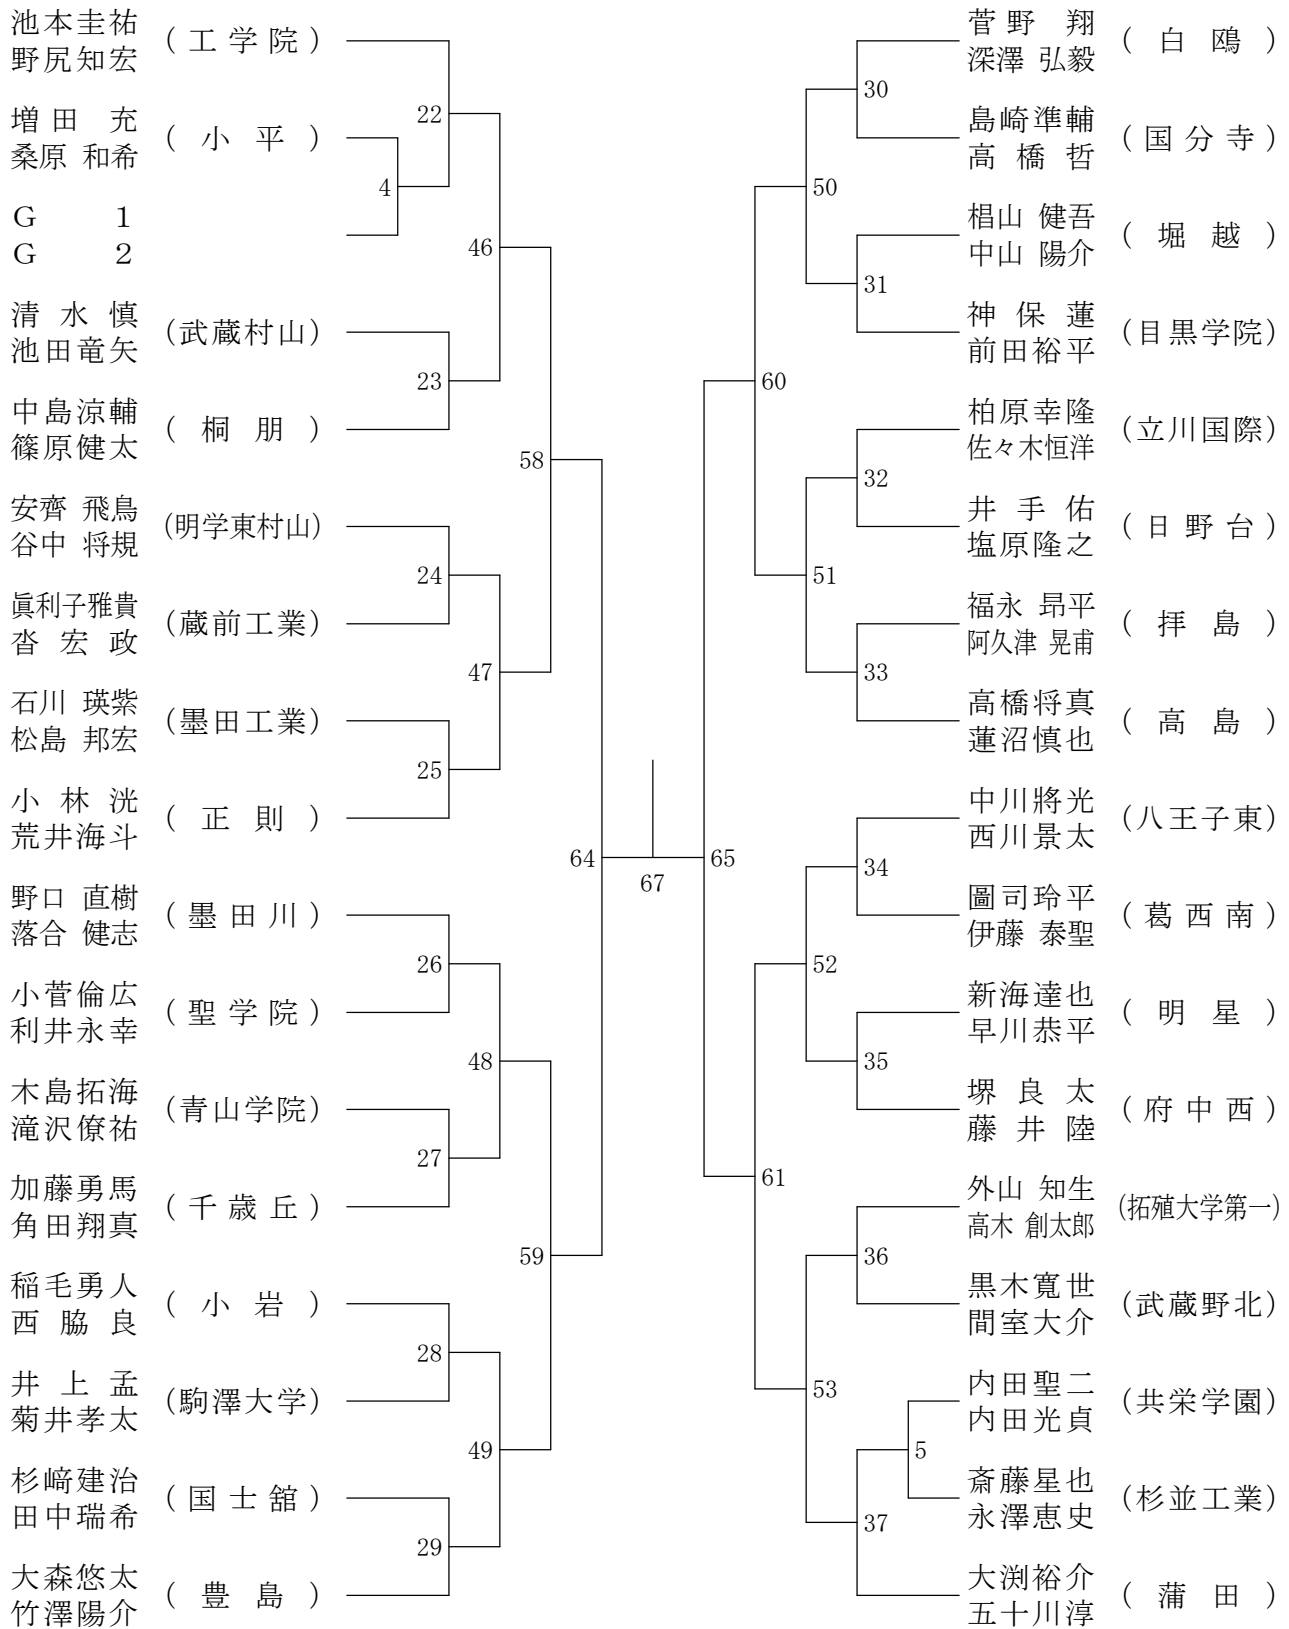 池本圭祐
野尻知宏
(工学院)
22
増田 充
桑原 和希
(小平)
4
G 1
G 2
46
清水慎
池田竜矢
(武蔵村山)
23
中島涼輔
篠原健太
(桐朋)
58
安齊 飛鳥
谷中 将規
(明学東村山)
24
眞利子雅貴
沓宏政
(蔵前工業)
47
石川 瑛紫
松島 邦宏
(墨田工業)
25
小林洸
荒井海斗
(正則)
64
野口 直樹
落合 健志
(墨田川)
26
小菅倫広
利井永幸
(聖学院)
48
木島拓海
滝沢僚祐
(青山学院)
27
加藤勇馬
角田翔真
(千歳丘)
59
稲毛勇人
西脇良
(小岩)
28
井上孟
菊井孝太
(駒澤大学)
49
杉﨑建治
田中瑞希
(国士舘)
29
大森悠太
竹澤陽介
(豊島)
67
菅野 翔
深澤 弘毅
(白鴎)
30
島崎準輔
高橋哲
(国分寺)
50
椙山 健吾
中山 陽介
(堀越)
31
神保蓮
前田裕平
(目黒学院)
60
柏原幸隆
佐々木恒洋
(立川国際)
32
井手佑
塩原隆之
(日野台)
51
福永 昂平
阿久津 晃甫
(拝島)
33
高橋将真
蓮沼慎也
(高島)
65
中川將光
西川景太
(八王子東)
34
圖司玲平
伊藤 泰聖
(葛西南)
52
新海達也
早川恭平
(明星)
35
堺良太
藤井陸
(府中西)
61
外山 知生
高木 創太郎
(拓殖大学第一)
36
黒木寛世
間室大介
(武蔵野北)
53
内田聖二
内田光貞
(共栄学園)
5
斎藤星也
永澤恵史
(杉並工業)
37
大渕裕介
五十川淳
(蒲田)